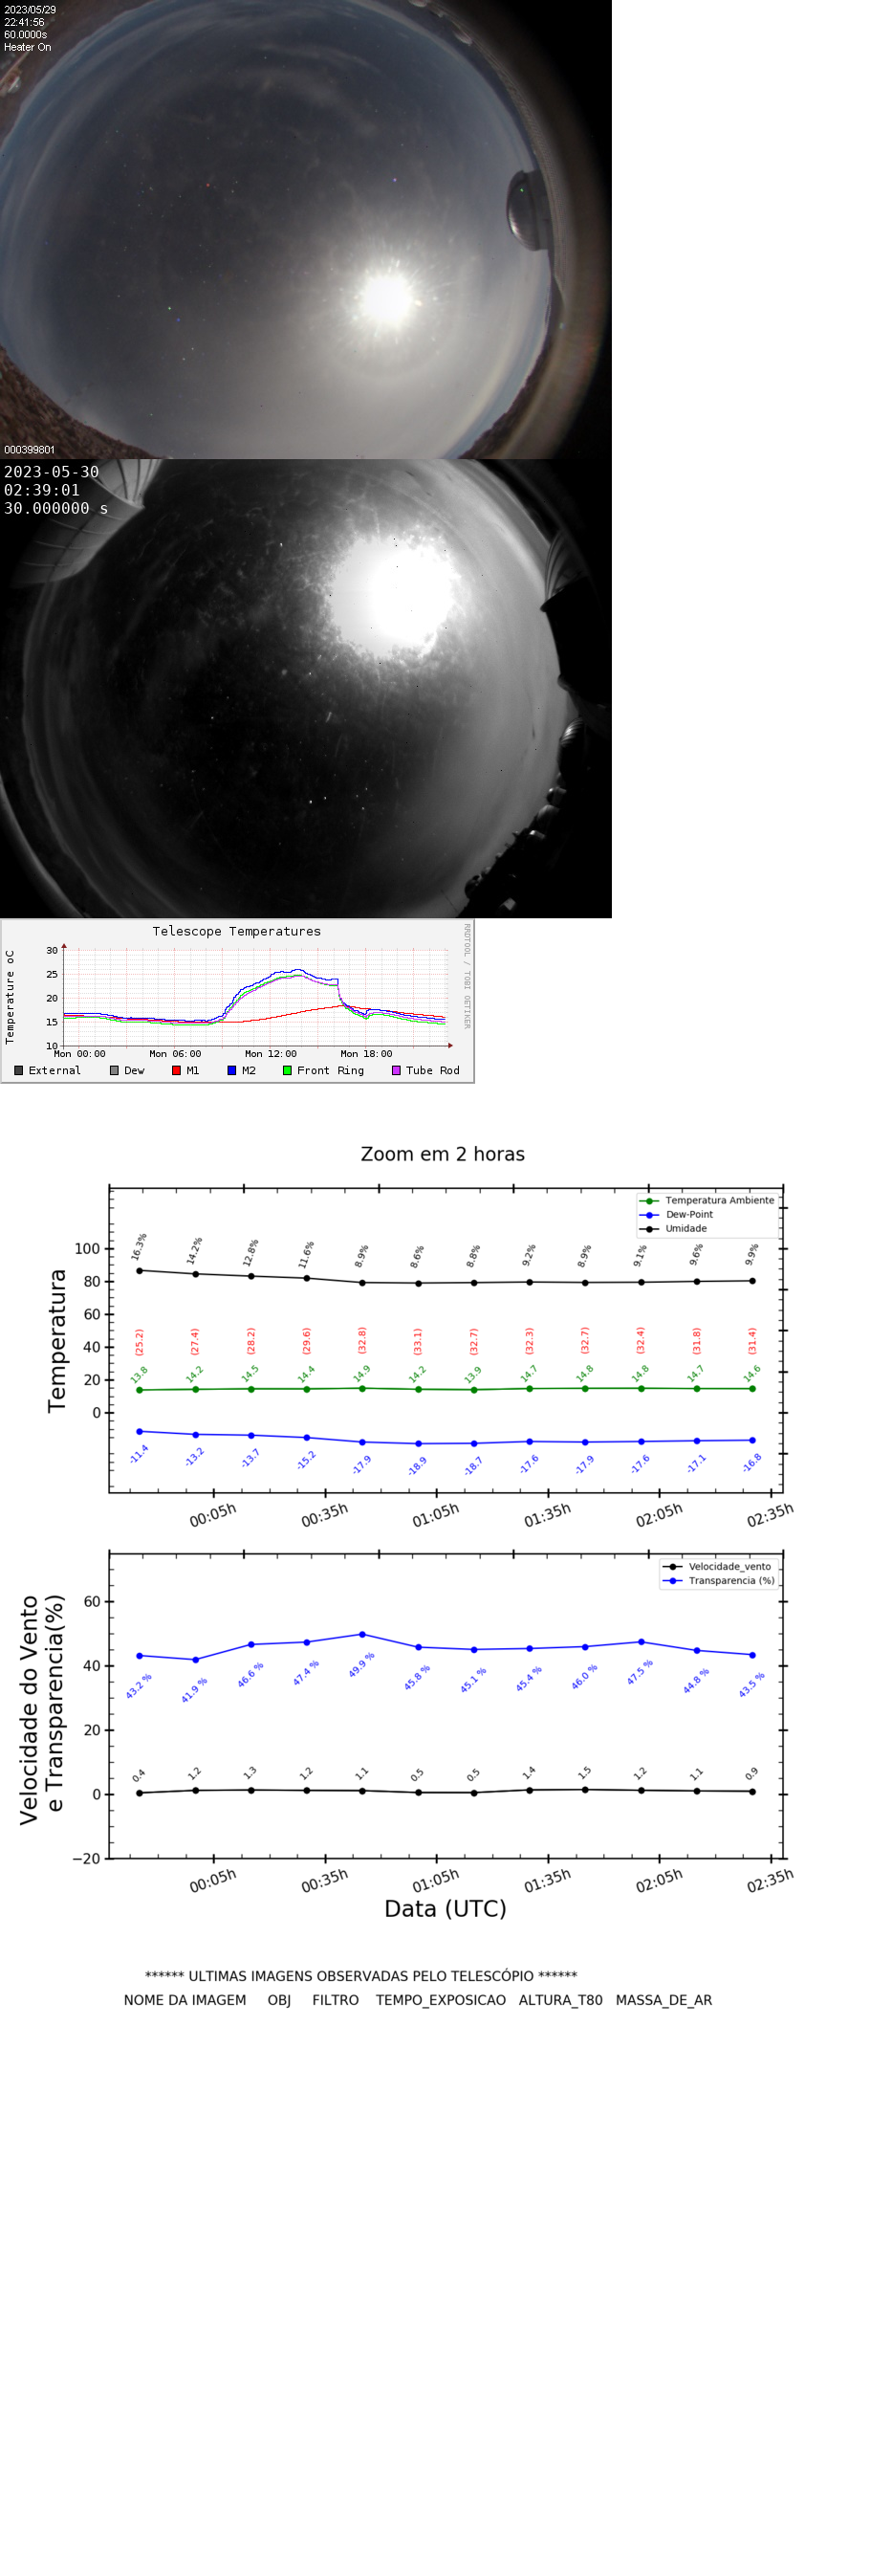 2023/05/29
22:41:56
60.0000s
Heater On
000399801
2023-05-30
02:39:01
30.000000 s
Telescope Temperatures
RRDTOOL / TOBI OETIKER
Temperature oC
30
25
20
15
10
Mon 00:00 Mon 06:00 Mon 12:00 Mon 18:00
External Dew M1 M2 Front Ring Tube Rod
Zoom em 2 horas
Temperatura Ambiente
Dew-Point
Umidade
Temperatura
100
80
60
40
20
0
16.3% 14.2% 12.8% 11.6% 8.9% 8.6% 8.8% 9.2% 8.9% 9.1% 9.6% 9.9%
(25.2) (27.4) (28.2) (29.6) (32.8) (33.1) (32.7) (32.3) (32.7) (32.4) (31.8) (31.4)
13.8 14.2 14.5 14.4 14.9 14.2 13.9 14.7 14.8 14.8 14.7 14.6
-11.4 -13.2 -13.7 -15.2 -17.9 -18.9 -18.7 -17.6 -17.9 -17.6 -17.1 -16.8
00:05h 00:35h 01:05h 01:35h 02:05h 02:35h
Velocidade_vento
Transparencia (%)
Velocidade do Vento
e Transparencia(%)
60
40
20
0
−20
43.2 % 41.9 % 46.6 % 47.4 % 49.9 % 45.8 % 45.1 % 45.4 % 46.0 % 47.5 % 44.8 % 43.5 %
0.4 1.2 1.3 1.2 1.1 0.5 0.5 1.4 1.5 1.2 1.1 0.9
00:05h 00:35h 01:05h 01:35h 02:05h 02:35h
Data (UTC)
****** ULTIMAS IMAGENS OBSERVADAS PELO TELESCÓPIO ******
NOME DA IMAGEM OBJ FILTRO TEMPO_EXPOSICAO ALTURA_T80 MASSA_DE_AR